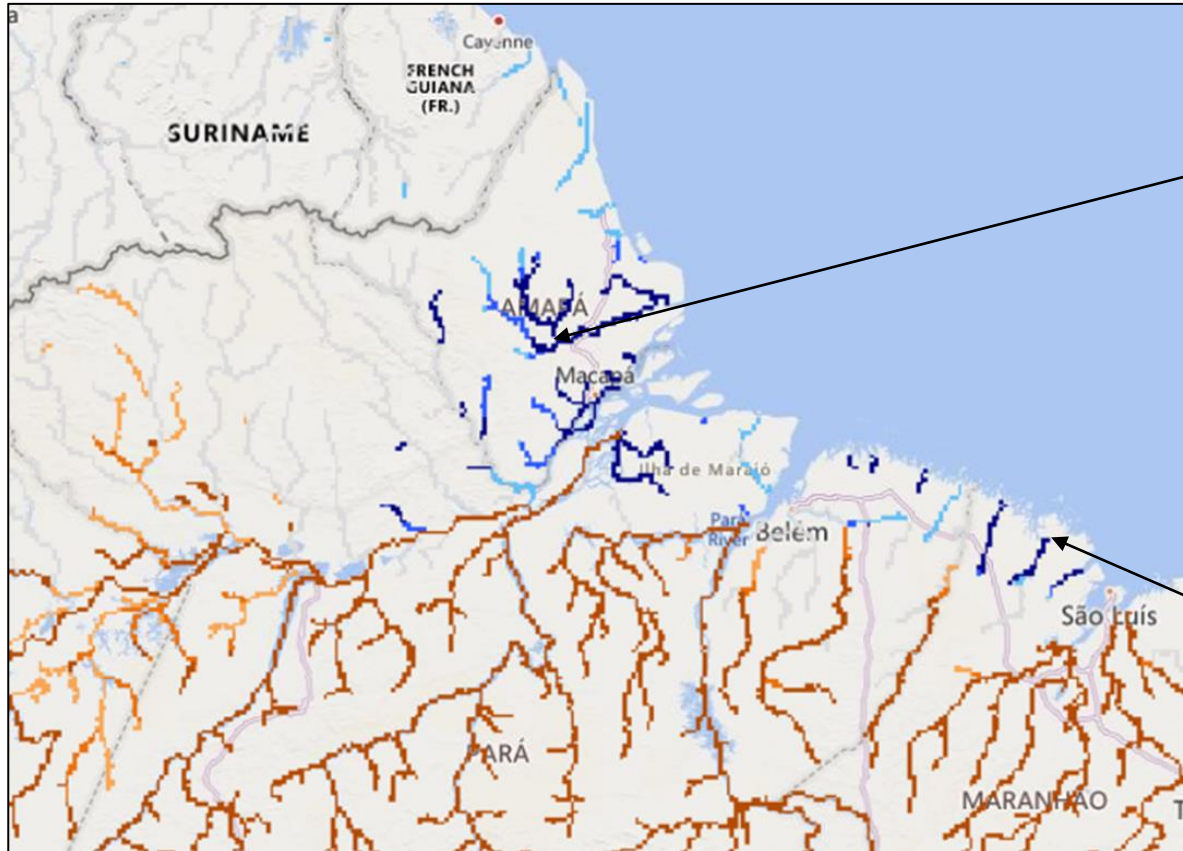 a
Cayenne
FRENCH
GUIANA
(FR.)
SURINAME
AMAPÁ
Macapá
Ilha de Marajó
Pará
River
Belém
São Luís
PARÁ
MARANHÃO
T